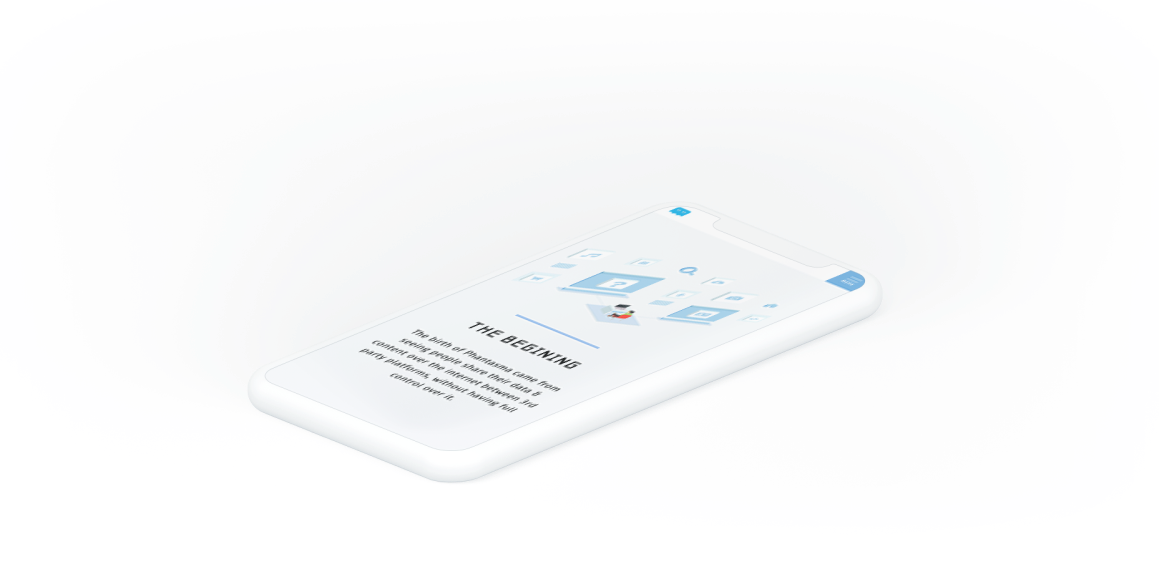 THE BEGINING
The birth of Phantasma came from
seeing people share their data &
content over the internet between 3rd
party platforms, without having full
control over it.